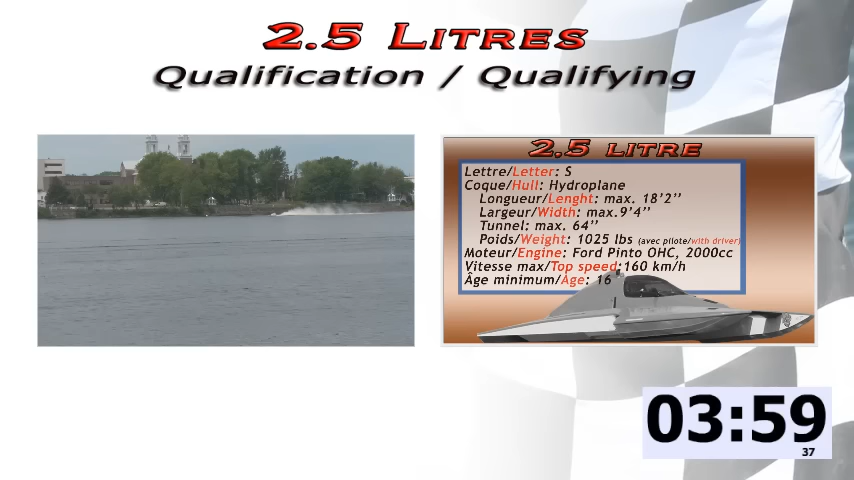 2.5 LITRES
Qualification / Qualifying
2.5 LITRE
Lettre/Letter: S
Coque/Hull: Hydroplane
Longueur/Lenght: max. 18'2''
Largeur/Width: max.9'4''
Tunnel: max. 64''
Poids/Weight: 1025 lbs (avec pilote/with driver)
Moteur/Engine: Ford Pinto OHC, 2000cc
Vitesse max/Top speed:160 km/h
Âge minimum/Age: 16
03:59
37